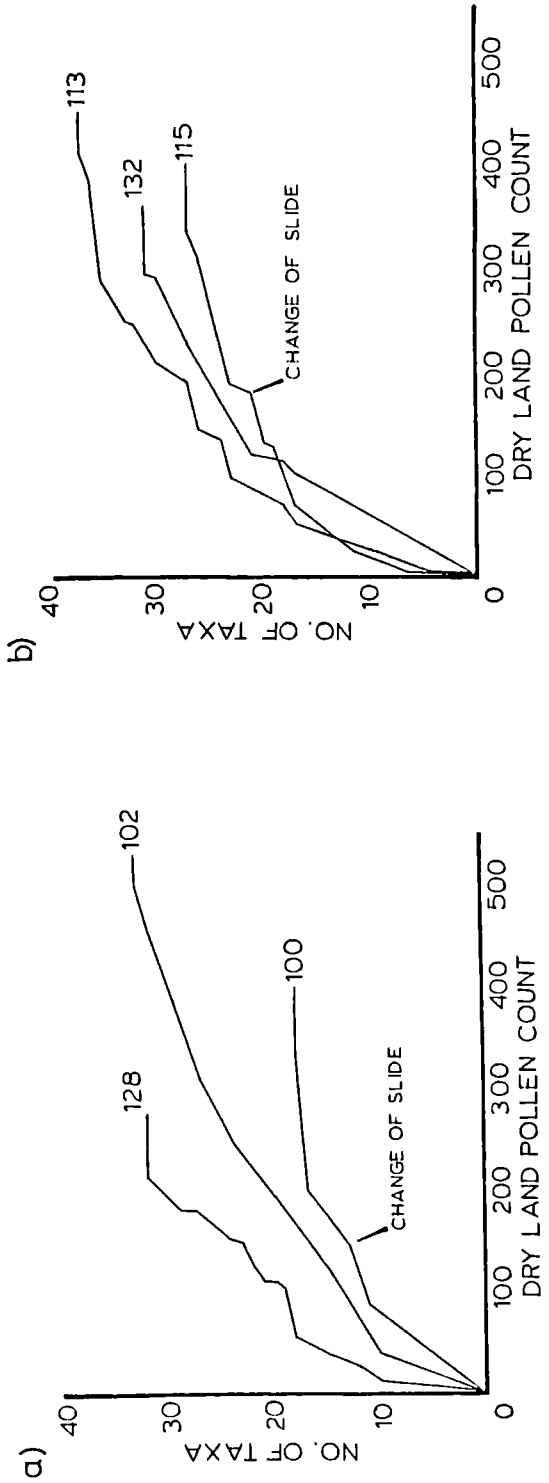 a)
40
30
20
10
NO. OF TAXA
128
102
100
CHANGE OF SLIDE
0 100 200 300 400 500
DRY LAND POLLEN COUNT
b)
40
30
20
10
NO. OF TAXA
113
132
115
CHANGE OF SLIDE
0 100 200 300 400 500
DRY LAND POLLEN COUNT